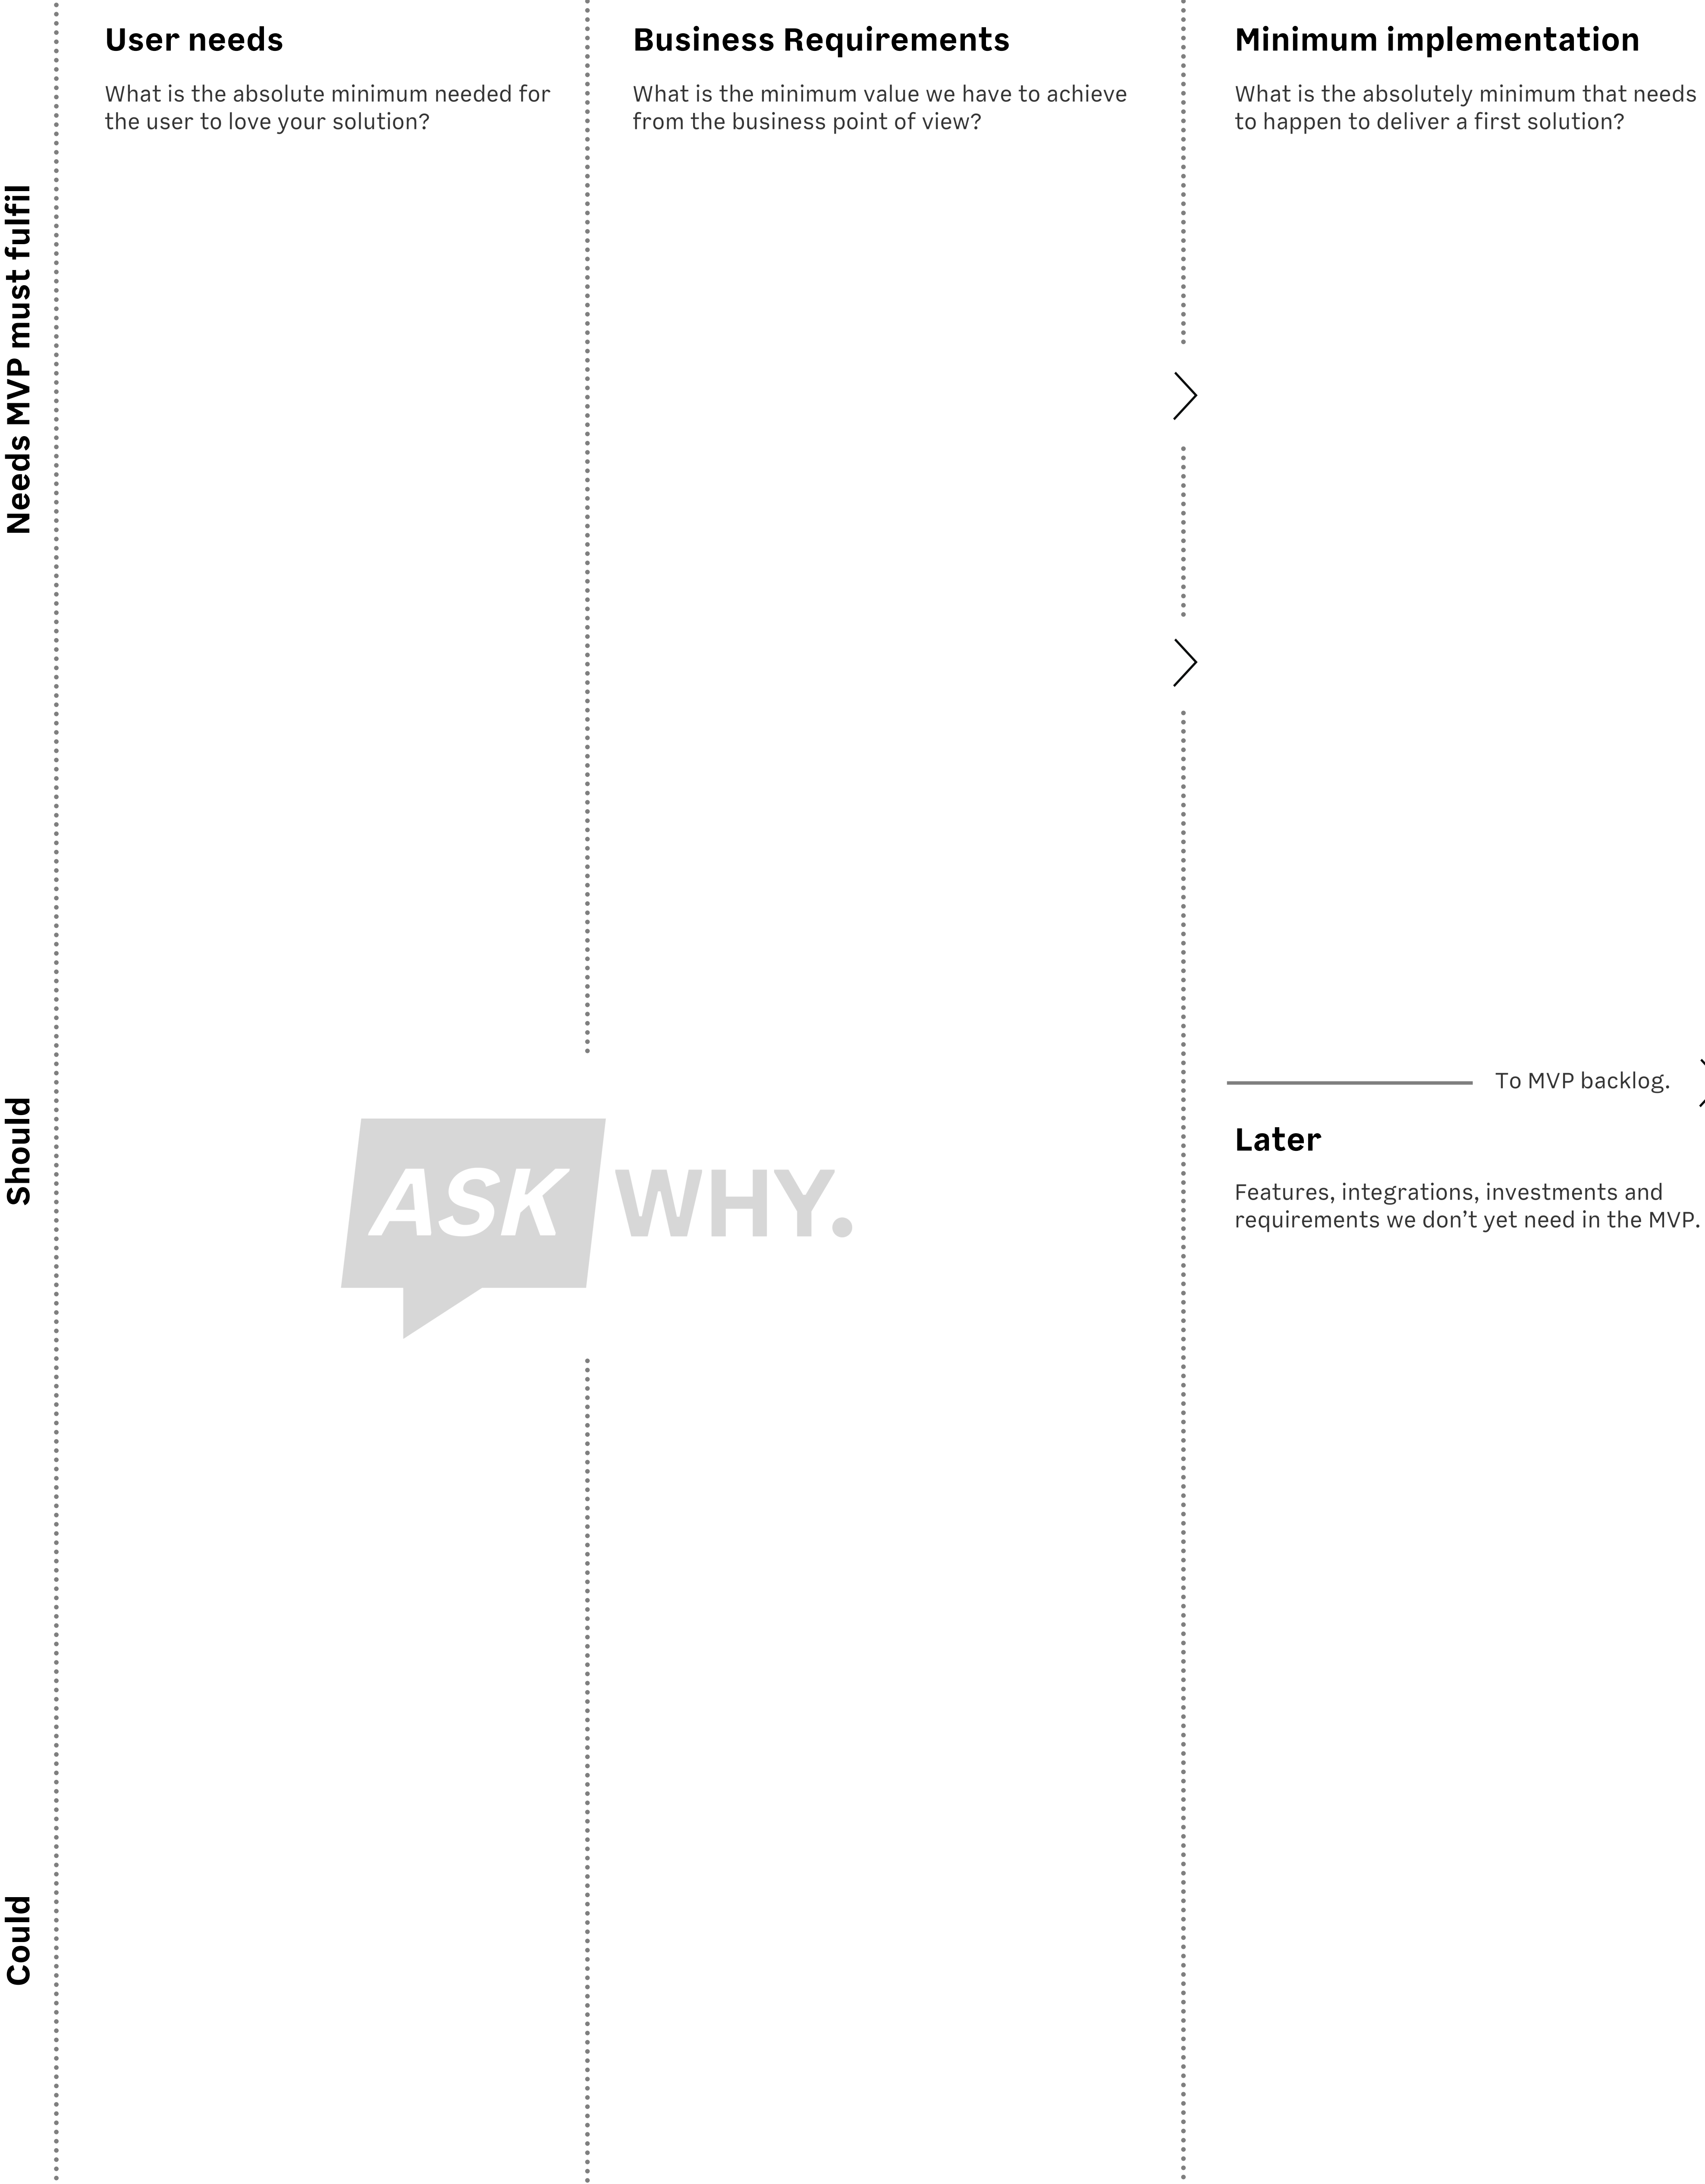 User needs
What is the absolute minimum needed for
the user to love your solution?
Business Requirements
What is the minimum value we have to achieve
from the business point of view?
Minimum implementation
What is the absolutely minimum that needs
to happen to deliver a first solution?
Needs MVP must fulfil
To MVP backlog.
Should
ASK WHY.
Later
Features, integrations, investments and
requirements we don’t yet need in the MVP.
Could